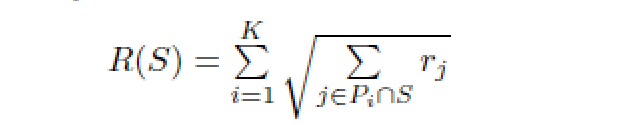 R(S) = \sum_{i=1}^{K} \sqrt{\sum_{j \in P_i \cap S} r_j}